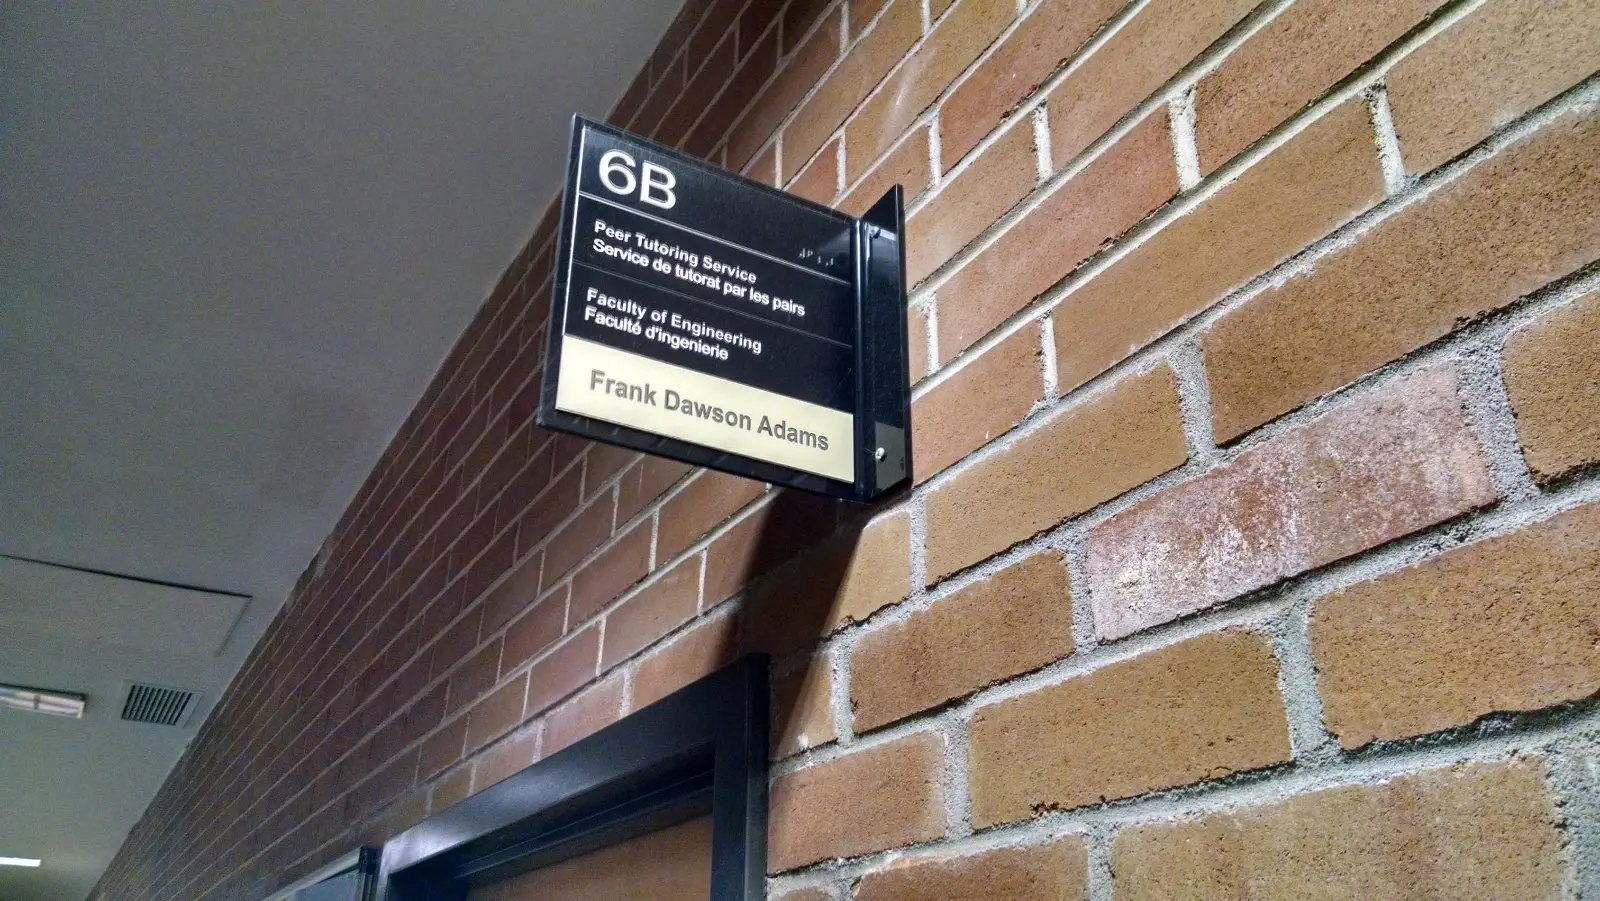 6B
Peer Tutoring Service
Service de tutorat par les pairs
Faculty of Engineering
Faculté d'ingenierie
Frank Dawson Adams